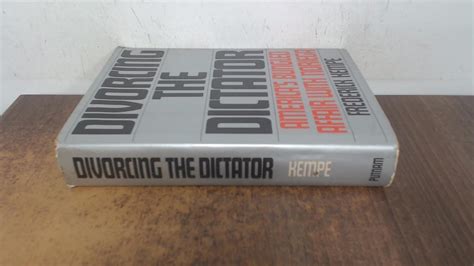 DIVORCING
THE
DICTATOR
AMERICA'S BUNGLED
AFFAIR WITH NORIEGA
FREDERICK KEMPE
DIVORCING THE DICTATOR KEMPE PUTNAM